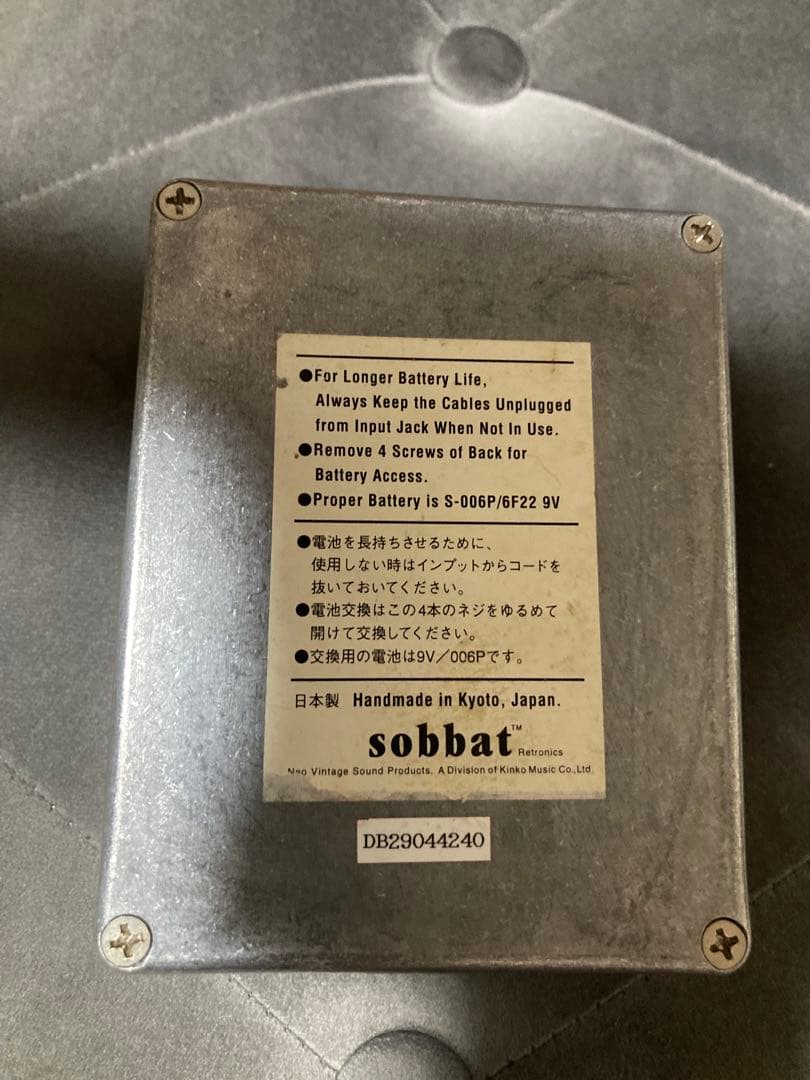 ●For Longer Battery Life,
Always Keep the Cables Unplugged
from Input Jack When Not In Use.
●Remove 4 Screws of Back for
Battery Access.
●Proper Battery is S-006P/6F22 9V
●電池を長持ちさせるために、
使用しない時はインプットからコードを
抜いておいてください。
●電池交換はこの4本のネジをゆるめて
開けて交換してください。
●交換用の電池は9V／006Pです。
日本製 Handmade in Kyoto, Japan.
sobbat™ Retronics
Neo Vintage Sound Products. A Division of Kinko Music Co.,Ltd
DB29044240